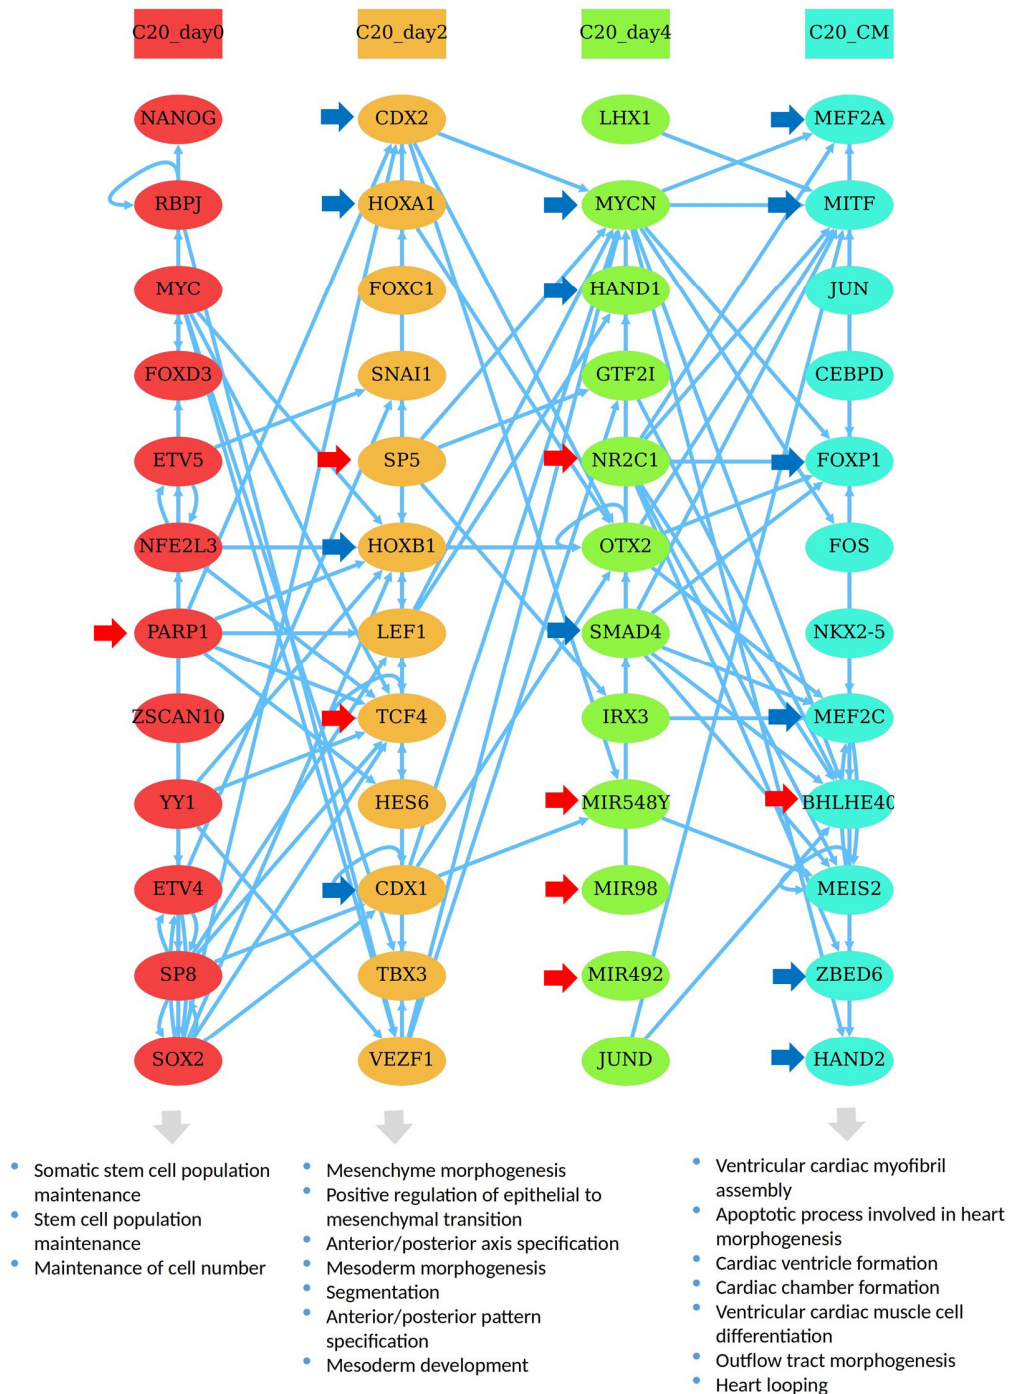 C20_day0
C20_day2
C20_day4
C20_CM
NANOG
CDX2
LHX1
MEF2A
RBPJ
HOXA1
MYCN
MITF
MYC
FOXC1
HAND1
JUN
FOXD3
SNAI1
GTF2I
CEBPD
ETV5
SP5
NR2C1
FOXP1
NFE2L3
HOXB1
OTX2
FOS
PARP1
LEF1
SMAD4
NKX2-5
ZSCAN10
TCF4
IRX3
MEF2C
YY1
HES6
MIR548Y
BHLHE40
ETV4
CDX1
MIR98
MEIS2
SP8
TBX3
MIR492
ZBED6
SOX2
VEZF1
JUND
HAND2
• Somatic stem cell population
maintenance
• Stem cell population
maintenance
• Maintenance of cell number
• Mesenchyme morphogenesis
• Positive regulation of epithelial to
mesenchymal transition
• Anterior/posterior axis specification
• Mesoderm morphogenesis
• Segmentation
• Anterior/posterior pattern
specification
• Mesoderm development
• Ventricular cardiac myofibril
assembly
• Apoptotic process involved in heart
morphogenesis
• Cardiac ventricle formation
• Cardiac chamber formation
• Ventricular cardiac muscle cell
differentiation
• Outflow tract morphogenesis
• Heart looping